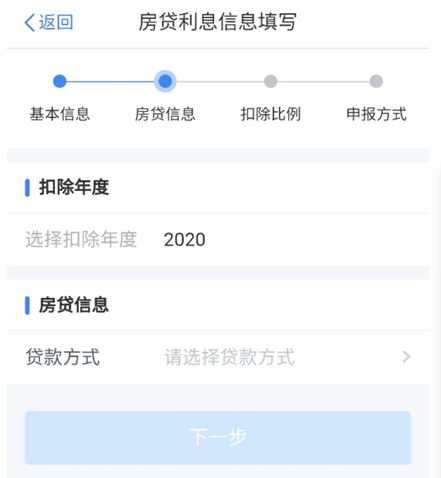 返回 房贷利息信息填写
基本信息 房贷信息 扣除比例 申报方式
扣除年度
选择扣除年度 2020
房贷信息
贷款方式 请选择贷款方式
下一步